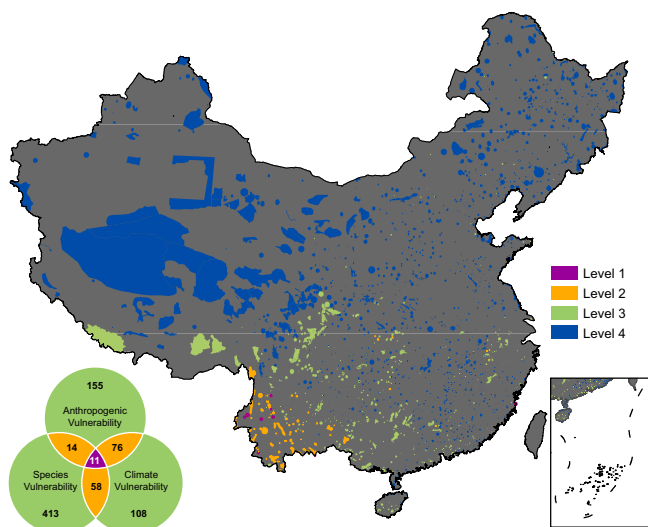 Level 1
Level 2
Level 3
Level 4
155
Anthropogenic
Vulnerability
14
76
11
Species
Vulnerability
Climate
Vulnerability
58
413
108